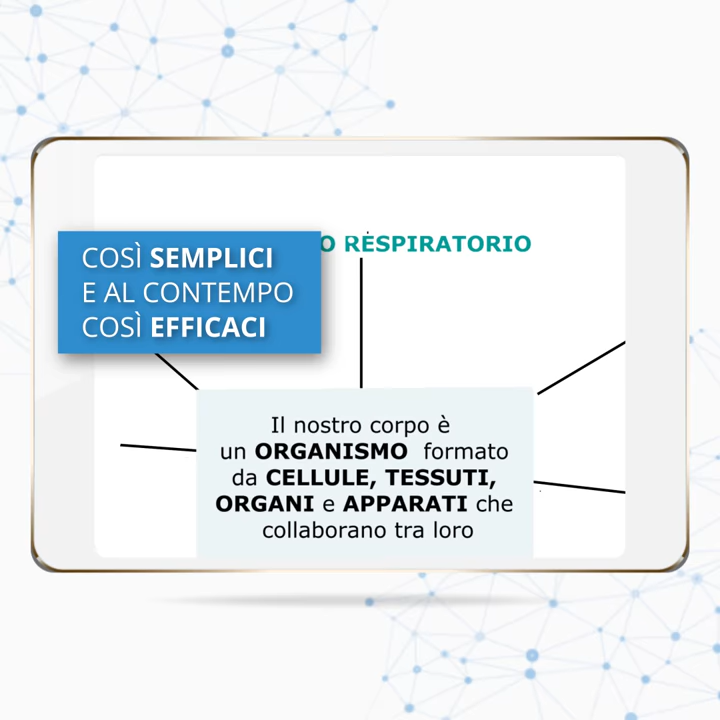 COSÌ SEMPLICI
E AL CONTEMPO
COSÌ EFFICACI
O RESPIRATORIO
Il nostro corpo è
un ORGANISMO formato
da CELLULE, TESSUTI,
ORGANI e APPARATI che
collaborano tra loro